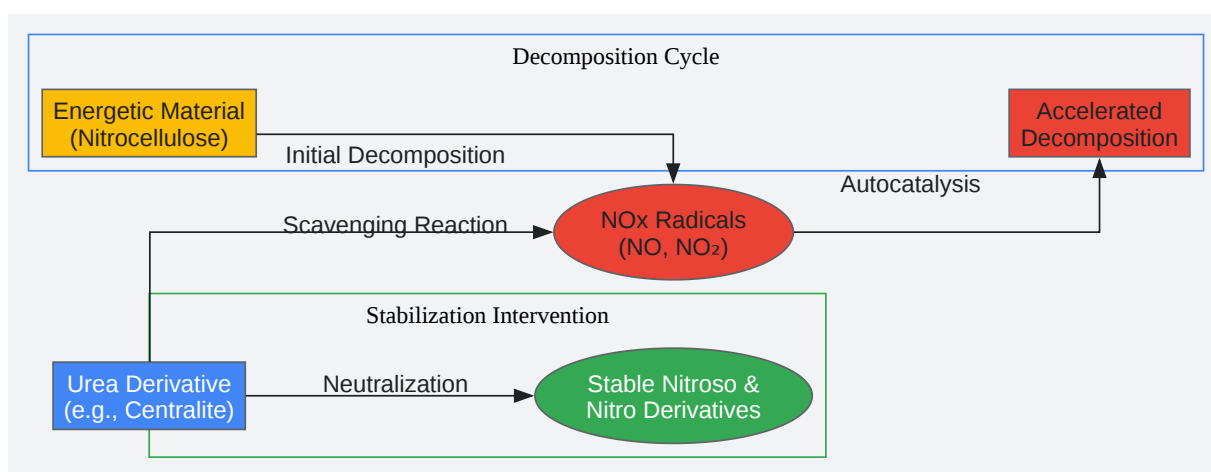 Decomposition Cycle
Energetic Material
(Nitrocellulose)
Accelerated
Decomposition
Initial Decomposition
Autocatalysis
Scavenging Reaction
NOx Radicals
(NO, NO₂)
Stabilization Intervention
Urea Derivative
(e.g., Centralite)
Neutralization
Stable Nitroso &
Nitro Derivatives